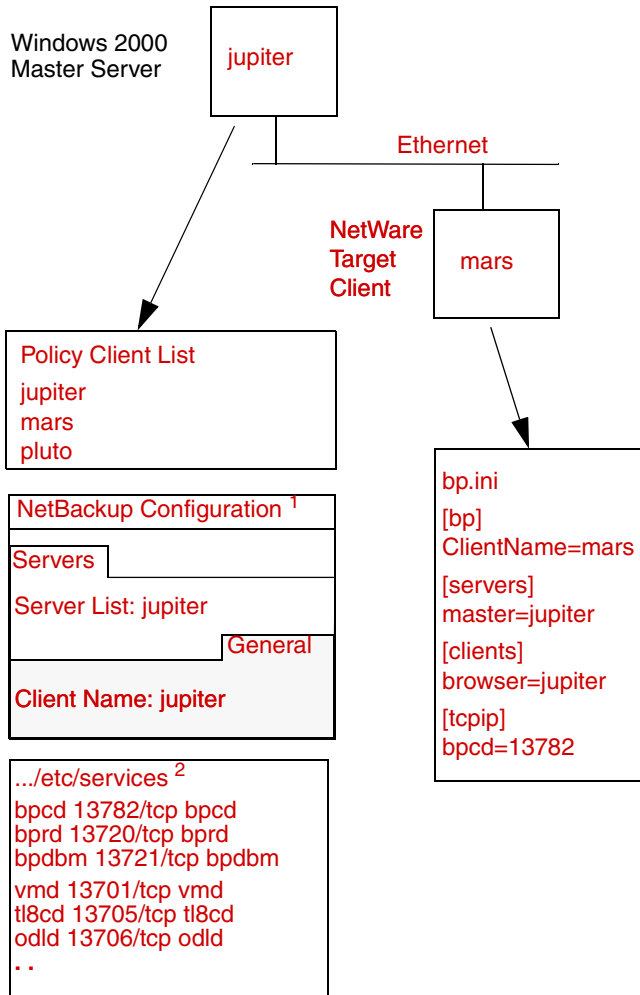 Windows 2000
Master Server
jupiter
Ethernet
NetWare
Target
Client
mars
Policy Client List
jupiter
mars
pluto
NetBackup Configuration 1
Servers
Server List: jupiter
General
Client Name: jupiter
.../etc/services 2
bpcd 13782/tcp bpcd
bprd 13720/tcp bprd
bpdbm 13721/tcp bpdbm
vmd 13701/tcp vmd
tl8cd 13705/tcp tl8cd
odld 13706/tcp odld
. .
bp.ini
[bp]
ClientName=mars
[servers]
master=jupiter
[clients]
browser=jupiter
[tcpip]
bpcd=13782